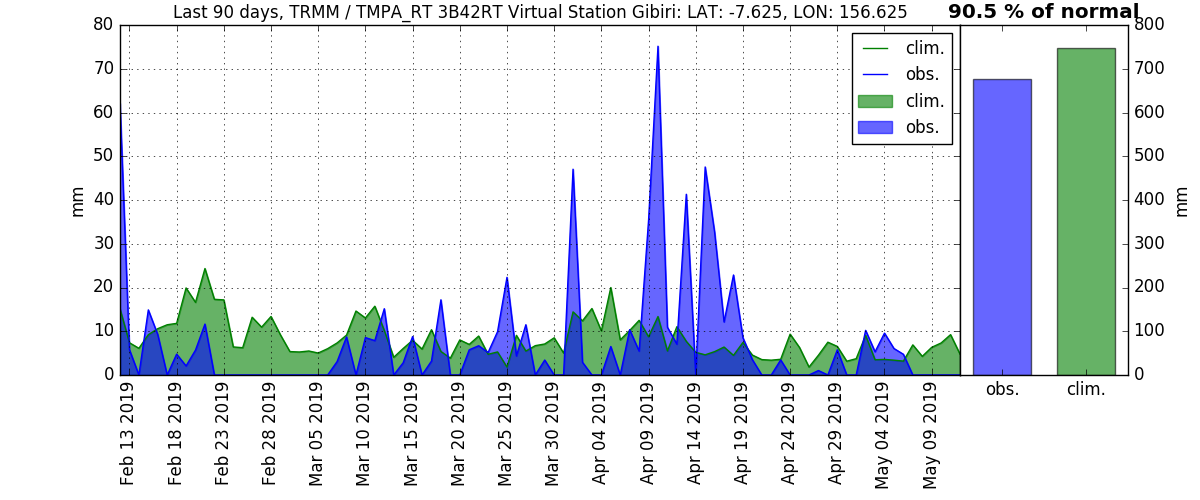 Last 90 days, TRMM / TMPA_RT 3B42RT Virtual Station Gibiri: LAT: -7.625, LON: 156.625
90.5 % of normal
80
70
60
50
40
30
20
10
0
mm
clim.
obs.
clim.
obs.
Feb 13 2019
Feb 18 2019
Feb 23 2019
Feb 28 2019
Mar 05 2019
Mar 10 2019
Mar 15 2019
Mar 20 2019
Mar 25 2019
Mar 30 2019
Apr 04 2019
Apr 09 2019
Apr 14 2019
Apr 19 2019
Apr 24 2019
Apr 29 2019
May 04 2019
May 09 2019
800
700
600
500
400
300
200
100
0
mm
obs.
clim.